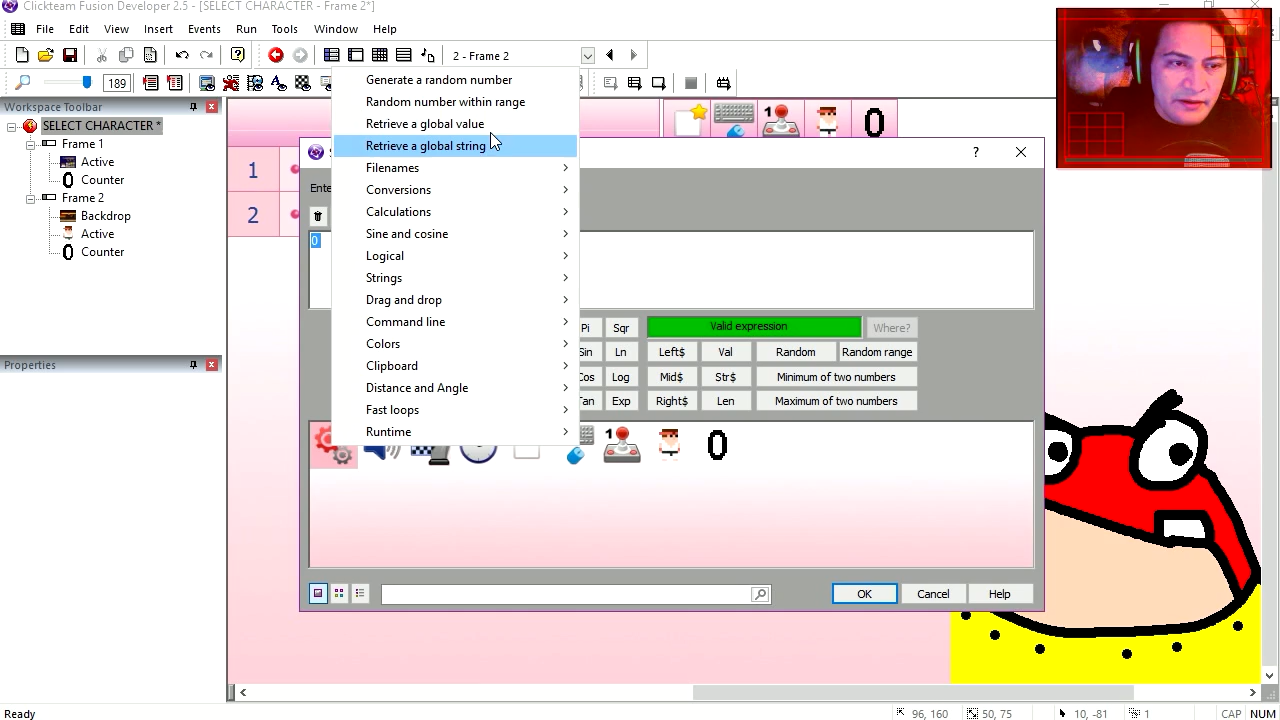 Clickteam Fusion Developer 2.5 - [SELECT CHARACTER - Frame 2*]
File Edit View Insert Events Run Tools Window Help
2 - Frame 2
189
Workspace Toolbar
SELECT CHARACTER *
Frame 1
Active
Counter
Frame 2
Backdrop
Active
Counter
Properties
1
2
Generate a random number
Random number within range
Retrieve a global value
Retrieve a global string
Filenames
Conversions
Calculations
Sine and cosine
Logical
Strings
Drag and drop
Command line
Colors
Clipboard
Distance and Angle
Fast loops
Runtime
?
0
Pi Sqr Valid expression Where?
Ln Left$ Val Random Random range
Log Mid$ Str$ Minimum of two numbers
Tan Exp Right$ Len Maximum of two numbers
OK Cancel Help
Ready 96, 160 50, 75 10, -81 1 CAP NUM